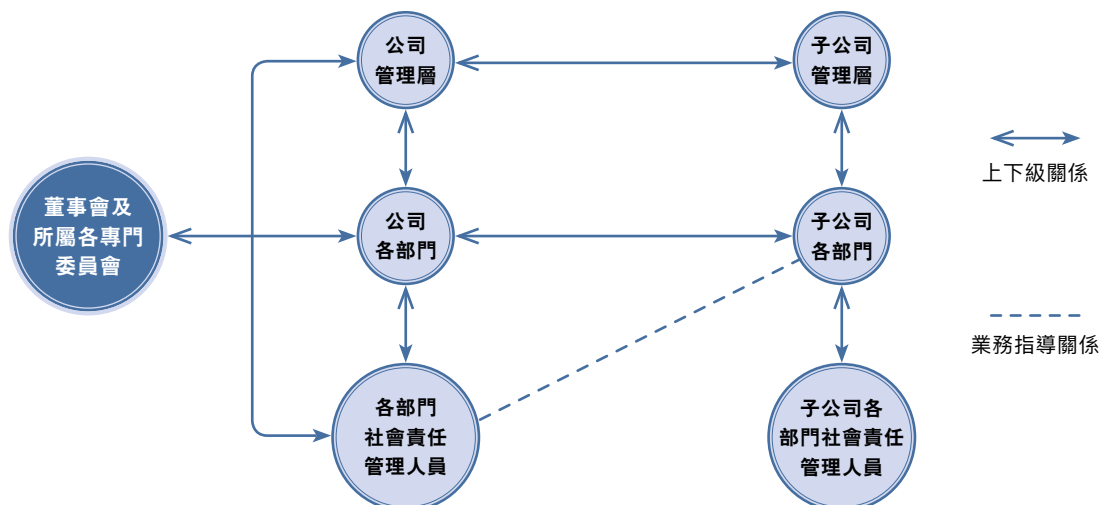 公司
管理層
子公司
管理層
上下級關係
董事會及
所屬各專門
委員會
公司
各部門
子公司
各部門
業務指導關係
各部門
社會責任
管理人員
子公司各
部門社會責任
管理人員